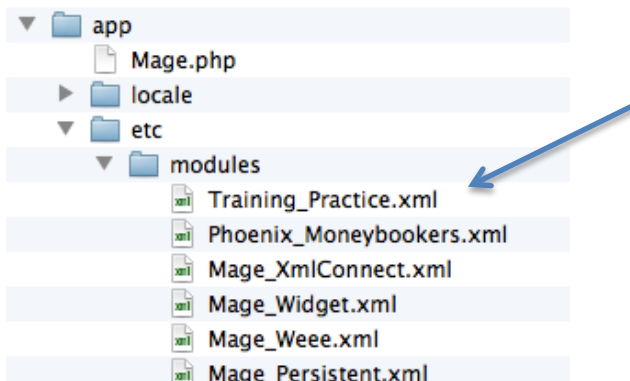 app
Mage.php
locale
etc
modules
Training_Practice.xml
Phoenix_Moneybookers.xml
Mage_XmlConnect.xml
Mage_Widget.xml
Mage_Weee.xml
Mage_Persistent.xml